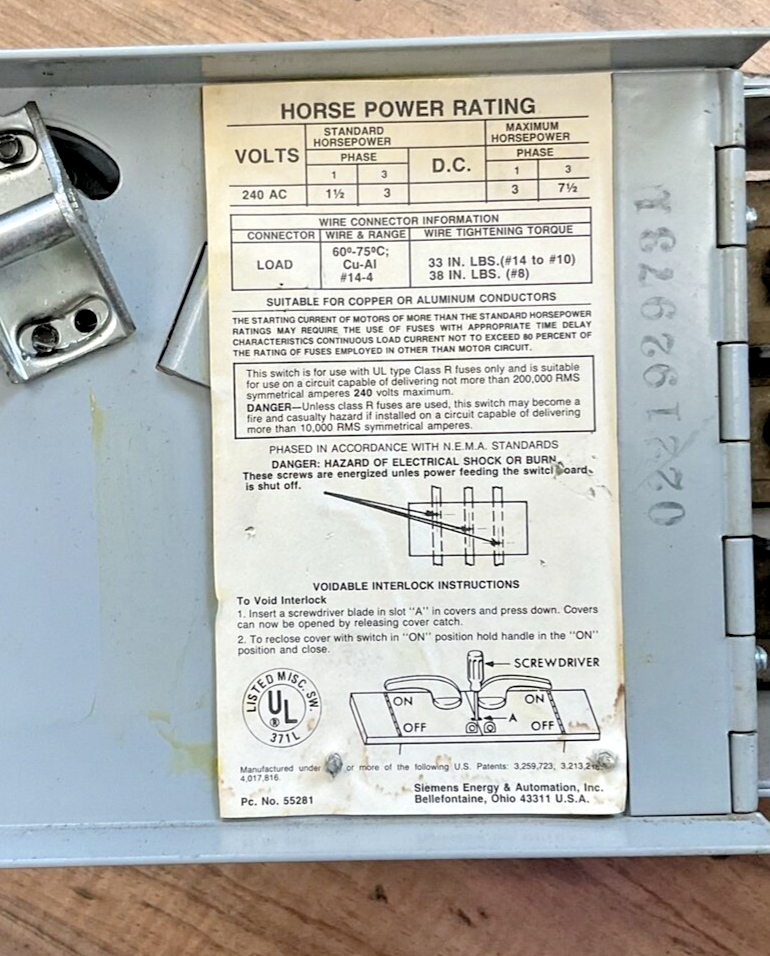 HORSE POWER RATING
VOLTS STANDARD HORSEPOWER D.C. MAXIMUM HORSEPOWER
PHASE PHASE
1 3 1 3
240 AC 1½ 3 3 7½
WIRE CONNECTOR INFORMATION
CONNECTOR WIRE & RANGE WIRE TIGHTENING TORQUE
LOAD 60º-75ºC; Cu-Al #14-4 33 IN. LBS.(#14 to #10) 38 IN. LBS. (#8)
SUITABLE FOR COPPER OR ALUMINUM CONDUCTORS
THE STARTING CURRENT OF MOTORS OF MORE THAN THE STANDARD HORSEPOWER
RATINGS MAY REQUIRE THE USE OF FUSES WITH APPROPRIATE TIME DELAY
CHARACTERISTICS CONTINUOUS LOAD CURRENT NOT TO EXCEED 80 PERCENT OF
THE RATING OF FUSES EMPLOYED IN OTHER THAN MOTOR CIRCUIT.
This switch is for use with UL type Class R fuses only and is suitable
for use on a circuit capable of delivering not more than 200,000 RMS
symmetrical amperes 240 volts maximum.
DANGER—Unless class R fuses are used, this switch may become a
fire and casualty hazard if installed on a circuit capable of delivering
more than 10,000 RMS symmetrical amperes.
PHASED IN ACCORDANCE WITH N.E.M.A. STANDARDS
DANGER: HAZARD OF ELECTRICAL SHOCK OR BURN.
These screws are energized unles power feeding the
is shut off.
VOIDABLE INTERLOCK INSTRUCTIONS
To Void Interlock
1. Insert a screwdriver blade in slot "A" in covers and press down. Covers
can now be opened by releasing cover catch.
2. To reclose cover with switch in "ON" position hold handle in the "ON"
position and close.
SCREWDRIVER
ON ON
A
OFF OFF
LISTED MISC. SW.
UL
®
371L
Manufactured under or more of the following U.S. Patents: 3,259,723,
4,017,816.
Siemens Energy & Automation, Inc.
Pc. No. 55281 Bellefontaine, Ohio 43311 U.S.A.